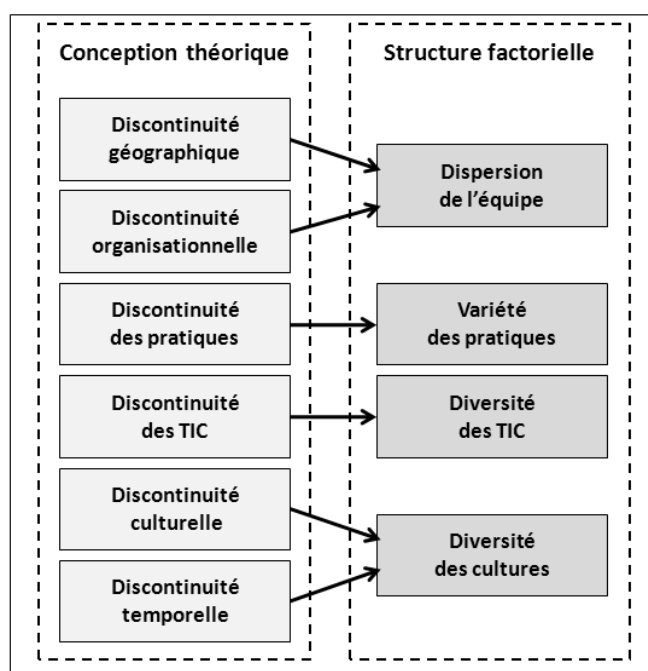 Conception théorique
Discontinuité
géographique
Discontinuité
organisationnelle
Discontinuité
des pratiques
Discontinuité
des TIC
Discontinuité
culturelle
Discontinuité
temporelle
Structure factorielle
Dispersion
de l'équipe
Variété
des pratiques
Diversité
des TIC
Diversité
des cultures